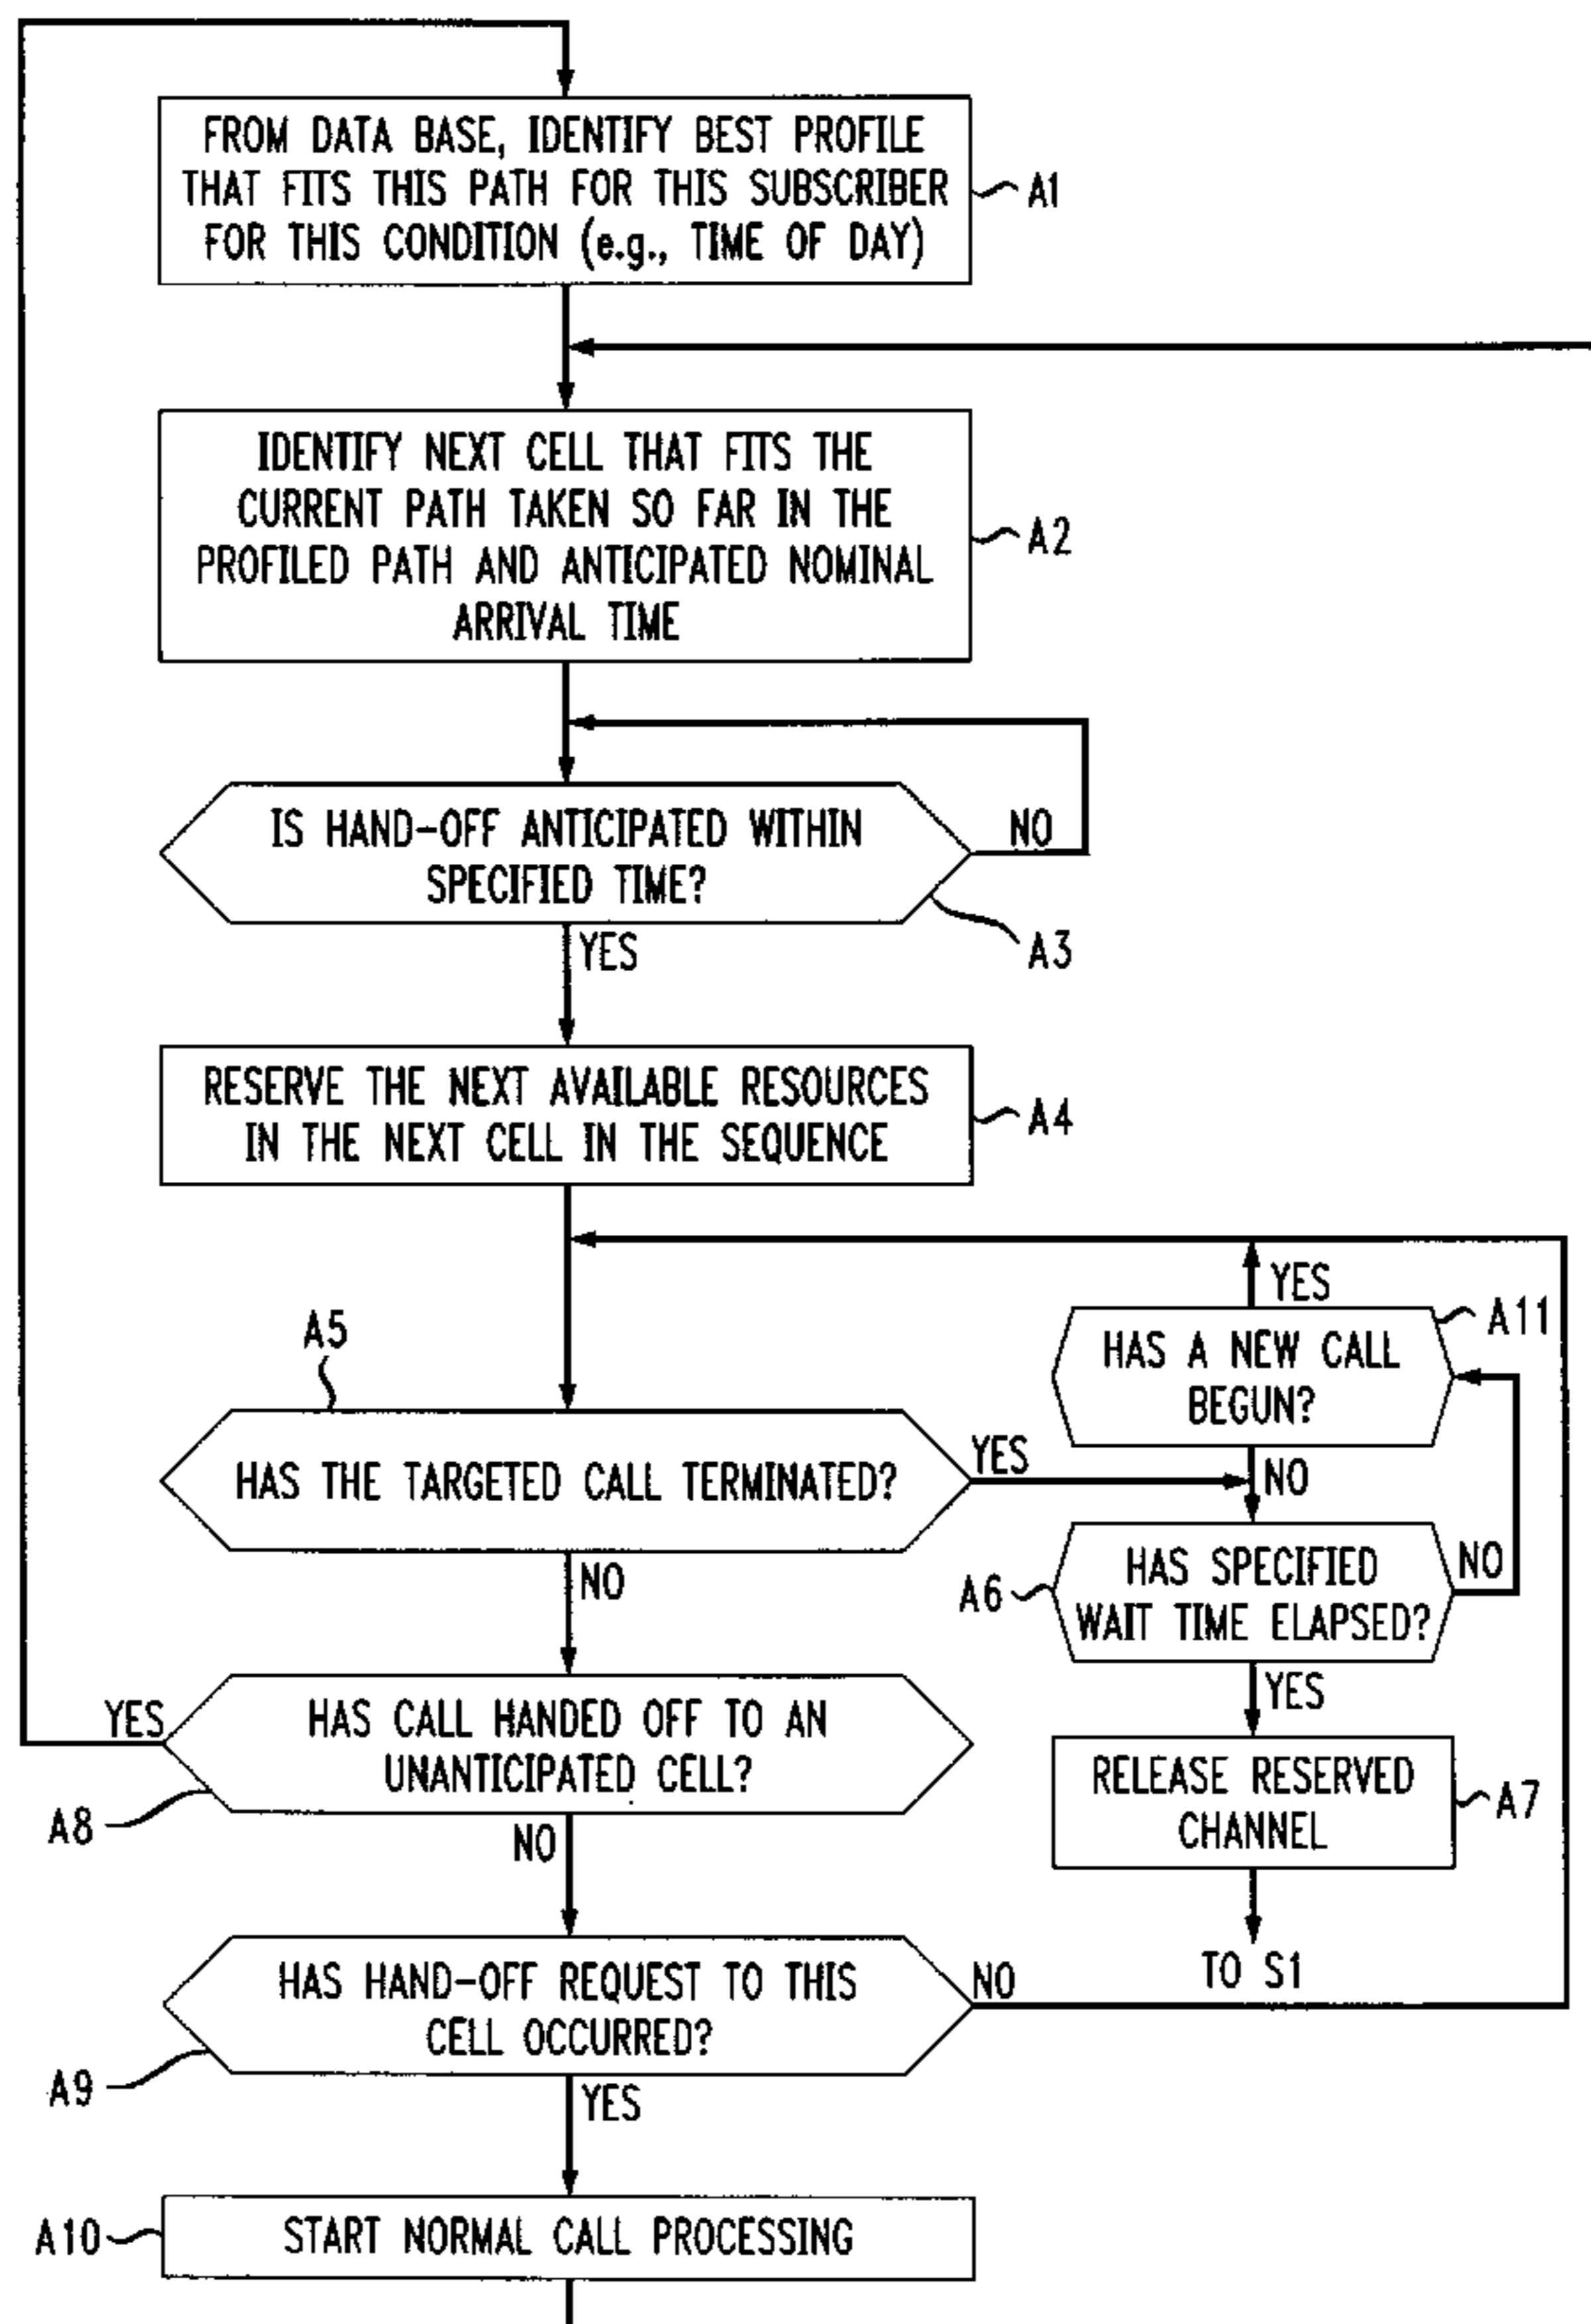 FROM DATA BASE, IDENTIFY BEST PROFILE
THAT FITS THIS PATH FOR THIS SUBSCRIBER
FOR THIS CONDITION (e.g., TIME OF DAY)
A1
IDENTIFY NEXT CELL THAT FITS THE
CURRENT PATH TAKEN SO FAR IN THE
PROFILED PATH AND ANTICIPATED NOMINAL
ARRIVAL TIME
A2
IS HAND-OFF ANTICIPATED WITHIN
SPECIFIED TIME?
NO
A3
YES
RESERVE THE NEXT AVAILABLE RESOURCES
IN THE NEXT CELL IN THE SEQUENCE
A4
YES
A11
HAS A NEW CALL
BEGUN?
A5
HAS THE TARGETED CALL TERMINATED?
YES
NO
NO
A6
HAS SPECIFIED
WAIT TIME ELAPSED?
NO
YES
YES
HAS CALL HANDED OFF TO AN
UNANTICIPATED CELL?
A8
NO
RELEASE RESERVED
CHANNEL
A7
TO S1
HAS HAND-OFF REQUEST TO THIS
CELL OCCURRED?
NO
A9
YES
A10
START NORMAL CALL PROCESSING